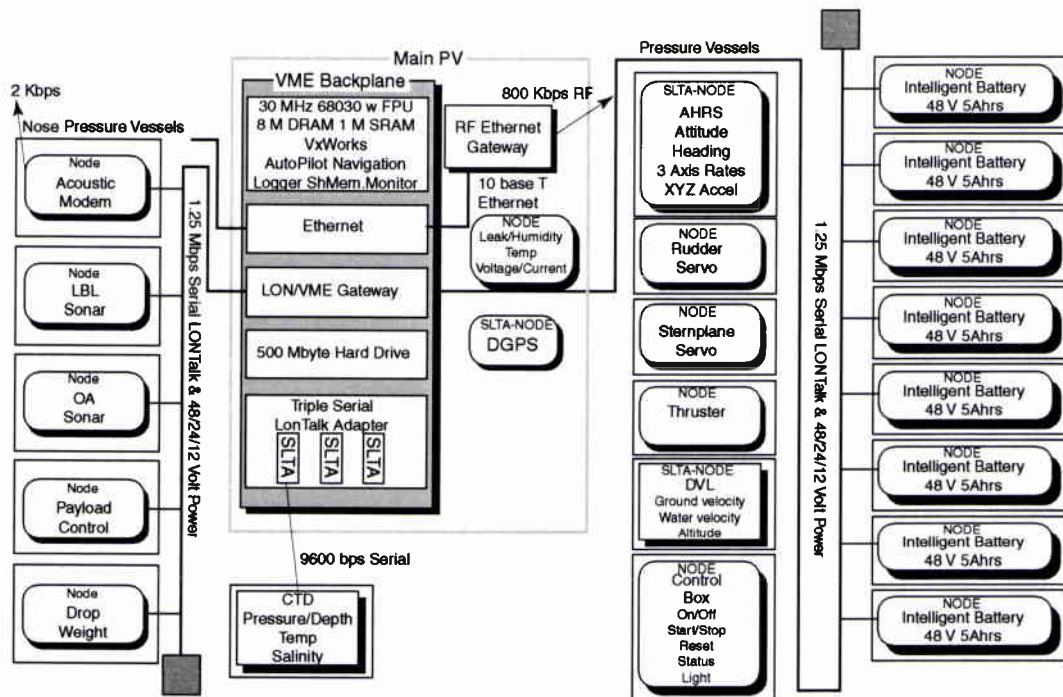 2 Kbps
Nose Pressure Vessels
Node
Acoustic
Modem
Node
LBL
Sonar
Node
OA
Sonar
Node
Payload
Control
Node
Drop
Weight
1.25 Mbps Serial LONTalk & 48/24/12 Volt Power
Main PV
VME Backplane
30 MHz 68030 w FPU
8 M DRAM 1 M SRAM
VxWorks
AutoPilot Navigation
Logger ShMem.Monitor
Ethernet
LON/VME Gateway
500 Mbyte Hard Drive
Triple Serial
LonTalk Adapter
SLTA
SLTA
SLTA
9600 bps Serial
CTD
Pressure/Depth
Temp
Salinity
800 Kbps RF
RF Ethernet
Gateway
10 base T
Ethernet
NODE
Leak/Humidity
Temp
Voltage/Current
SLTA-NODE
DGPS
Pressure Vessels
SLTA-NODE
AHRS
Attitude
Heading
3 Axis Rates
XYZ Accel
NODE
Rudder
Servo
NODE
Sternplane
Servo
NODE
Thruster
SLTA-NODE
DVL
Ground velocity
Water velocity
Altitude
NODE
Control
Box
On/Off
Start/Stop
Reset
Status
Light
1.25 Mbps Serial LONTalk & 48/24/12 Volt Power
NODE
Intelligent Battery
48 V 5Ahrs
NODE
Intelligent Battery
48 V 5Ahrs
NODE
Intelligent Battery
48 V 5Ahrs
NODE
Intelligent Battery
48 V 5Ahrs
NODE
Intelligent Battery
48 V 5Ahrs
NODE
Intelligent Battery
48 V 5Ahrs
NODE
Intelligent Battery
48 V 5Ahrs
NODE
Intelligent Battery
48 V 5Ahrs